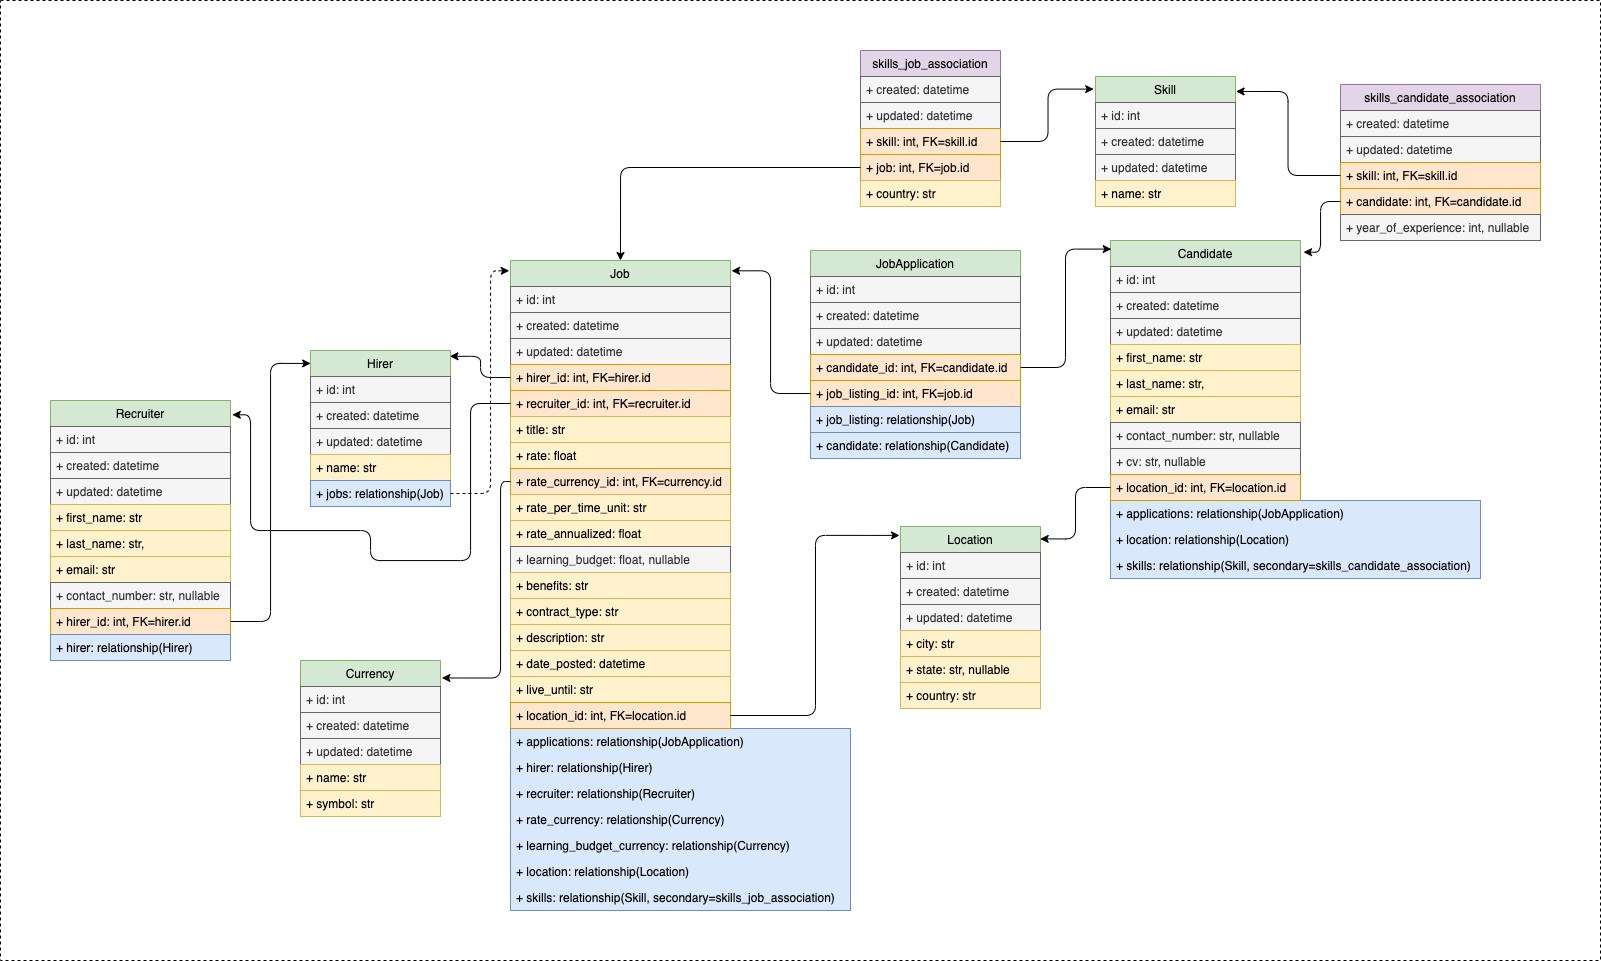 skills_job_association
+ created: datetime
+ updated: datetime
+ skill: int, FK=skill.id
+ job: int, FK=job.id
+ country: str
Skill
+ id: int
+ created: datetime
+ updated: datetime
+ name: str
skills_candidate_association
+ created: datetime
+ updated: datetime
+ skill: int, FK=skill.id
+ candidate: int, FK=candidate.id
+ year_of_experience: int, nullable
Job
+ id: int
+ created: datetime
+ updated: datetime
+ hirer_id: int, FK=hirer.id
+ recruiter_id: int, FK=recruiter.id
+ title: str
+ rate: float
+ rate_currency_id: int, FK=currency.id
+ rate_per_time_unit: str
+ rate_annualized: float
+ learning_budget: float, nullable
+ benefits: str
+ contract_type: str
+ description: str
+ date_posted: datetime
+ live_until: str
+ location_id: int, FK=location.id
+ applications: relationship(JobApplication)
+ hirer: relationship(Hirer)
+ recruiter: relationship(Recruiter)
+ rate_currency: relationship(Currency)
+ learning_budget_currency: relationship(Currency)
+ location: relationship(Location)
+ skills: relationship(Skill, secondary=skills_job_association)
JobApplication
+ id: int
+ created: datetime
+ updated: datetime
+ candidate_id: int, FK=candidate.id
+ job_listing_id: int, FK=job.id
+ job_listing: relationship(Job)
+ candidate: relationship(Candidate)
Candidate
+ id: int
+ created: datetime
+ updated: datetime
+ first_name: str
+ last_name: str,
+ email: str
+ contact_number: str, nullable
+ cv: str, nullable
+ location_id: int, FK=location.id
+ applications: relationship(JobApplication)
+ location: relationship(Location)
+ skills: relationship(Skill, secondary=skills_candidate_association)
Hirer
+ id: int
+ created: datetime
+ updated: datetime
+ name: str
+ jobs: relationship(Job)
Recruiter
+ id: int
+ created: datetime
+ updated: datetime
+ first_name: str
+ last_name: str,
+ email: str
+ contact_number: str, nullable
+ hirer_id: int, FK=hirer.id
+ hirer: relationship(Hirer)
Location
+ id: int
+ created: datetime
+ updated: datetime
+ city: str
+ state: str, nullable
+ country: str
Currency
+ id: int
+ created: datetime
+ updated: datetime
+ name: str
+ symbol: str